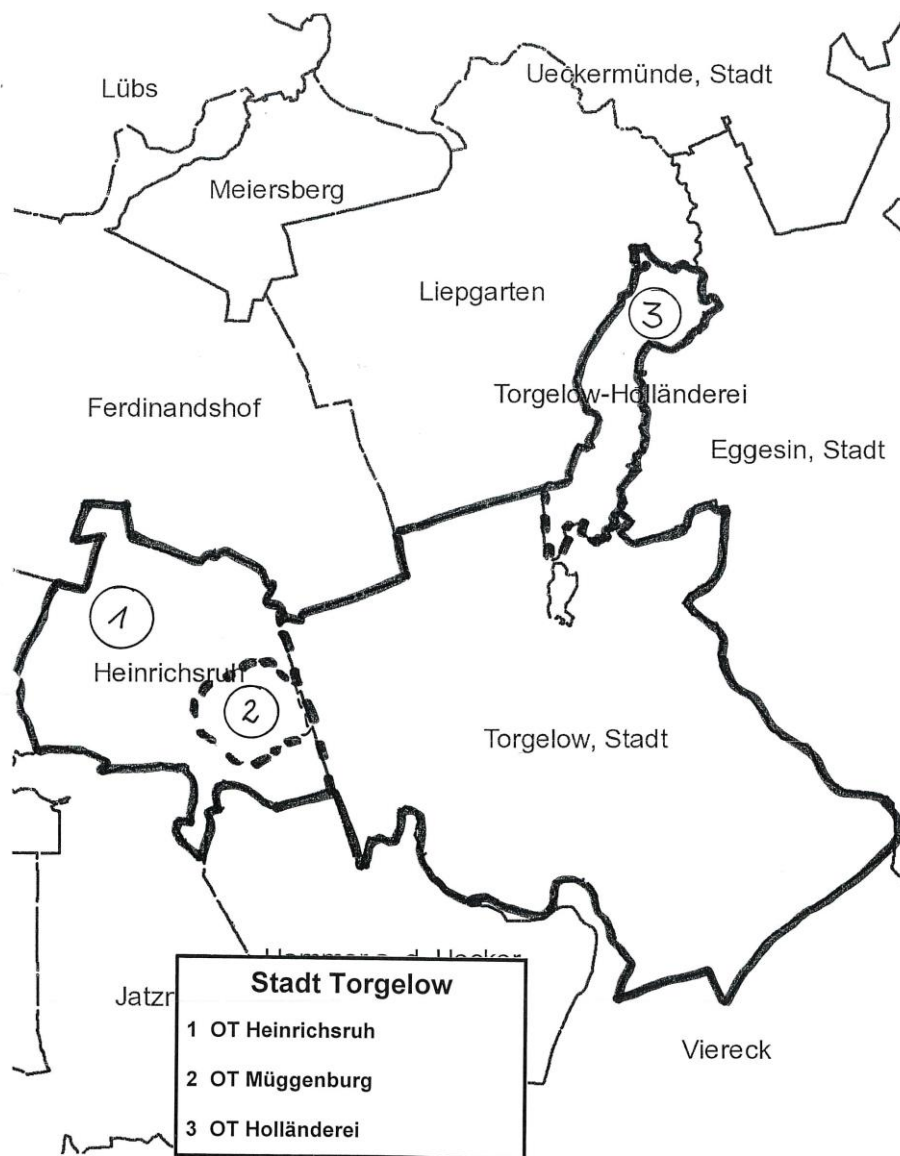 Ueckermünde, Stadt
Lübs
Meiersberg
Liepgarten
3
Torgelow-Holländerei
Ferdinandshof
Eggesin, Stadt
1
Heinrichsruh
2
Torgelow, Stadt
Viereck
Stadt Torgelow
1 OT Heinrichsruh
2 OT Müggenburg
3 OT Holländerei